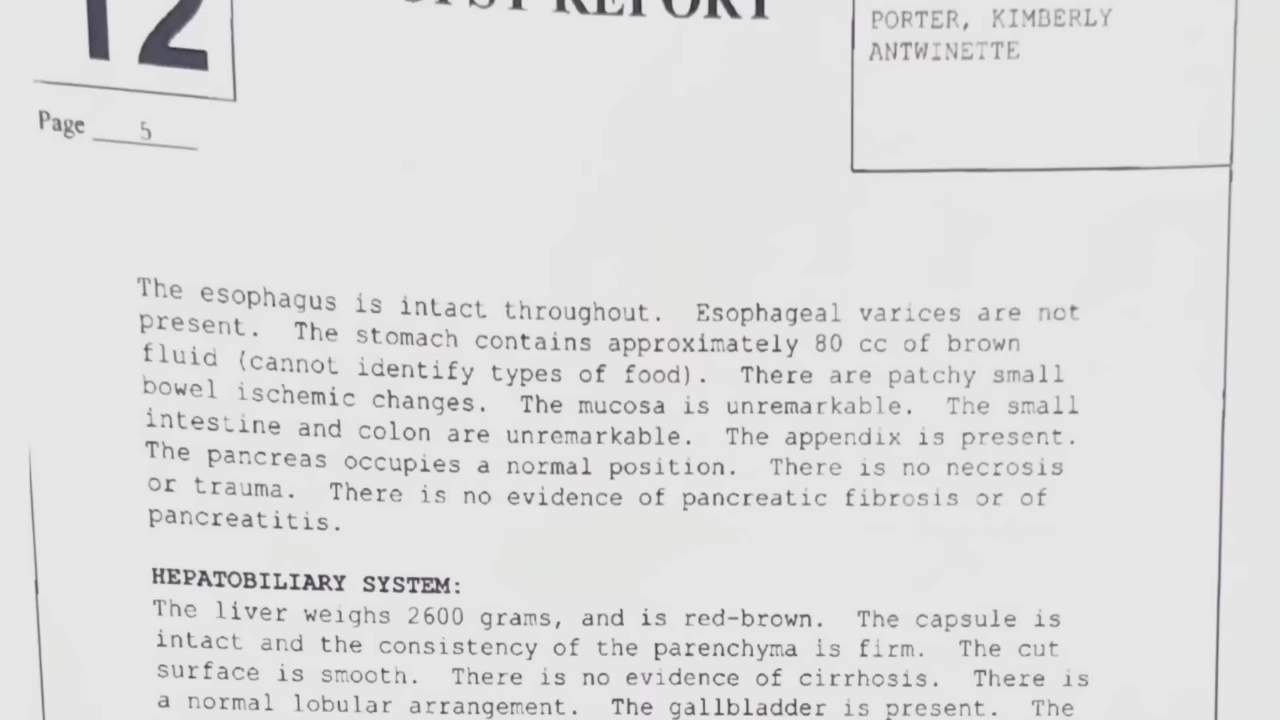 12
REPORT
PORTER, KIMBERLY
ANTWINETTE
Page 5
The esophagus is intact throughout. Esophageal varices are not
present. The stomach contains approximately 80 cc of brown
fluid (cannot identify types of food). There are patchy small
bowel ischemic changes. The mucosa is unremarkable. The small
intestine and colon are unremarkable. The appendix is present.
The pancreas occupies a normal position. There is no necrosis
or trauma. There is no evidence of pancreatic fibrosis or of
pancreatitis.
HEPATOBILIARY SYSTEM:
The liver weighs 2600 grams, and is red-brown. The capsule is
intact and the consistency of the parenchyma is firm. The cut
surface is smooth. There is no evidence of cirrhosis. There is
a normal lobular arrangement. The gallbladder is present. The